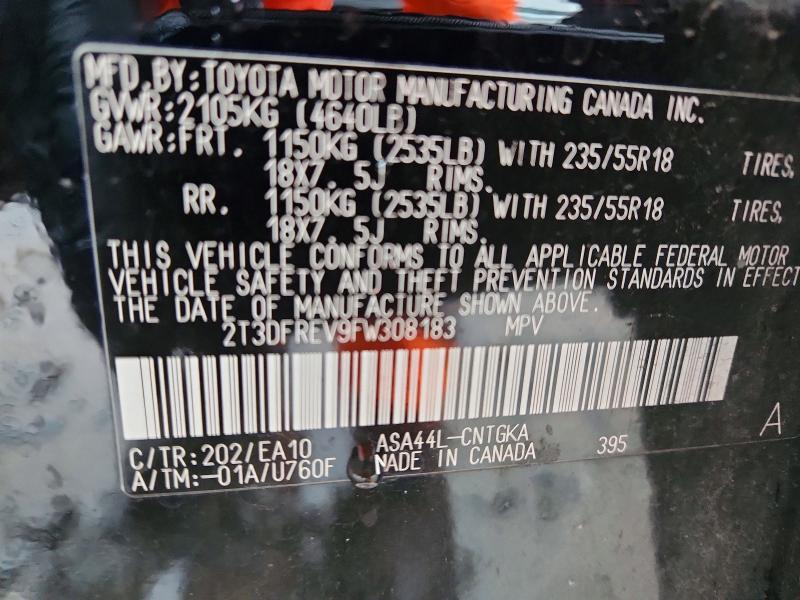 MFD. BY: TOYOTA MOTOR MANUFACTURING CANADA INC.
GVWR: 2105KG (4640LB)
GAWR: FRT. 1150KG (2535LB) WITH 235/55R18 TIRES,
18X7. 5J RIMS.
RR. 1150KG (2535LB) WITH 235/55R18 TIRES,
18X7. 5J RIMS.
THIS VEHICLE CONFORMS TO ALL APPLICABLE FEDERAL MOTOR
VEHICLE SAFETY AND THEFT PREVENTION STANDARDS IN EFFECT
THE DATE OF MANUFACTURE SHOWN ABOVE.
2T3DFREV9FW308183 MPV
C/TR: 202/EA10 ASA44L-CNTGKA 395 A
A/TM: -01A/U760F MADE IN CANADA